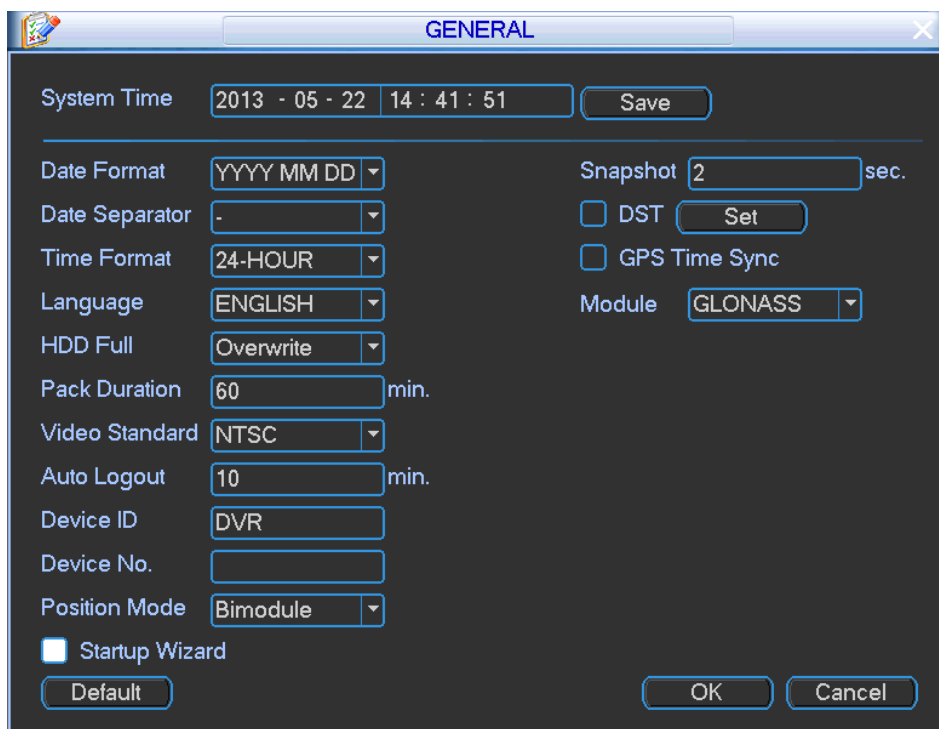 GENERAL
System Time 2013 - 05 - 22 14 : 41 : 51 Save
Date Format YYYY MM DD Snapshot 2 sec.
Date Separator - DST Set
Time Format 24-HOUR GPS Time Sync
Language ENGLISH Module GLONASS
HDD Full Overwrite
Pack Duration 60 min.
Video Standard NTSC
Auto Logout 10 min.
Device ID DVR
Device No.
Position Mode Bimodule
Startup Wizard
Default OK Cancel